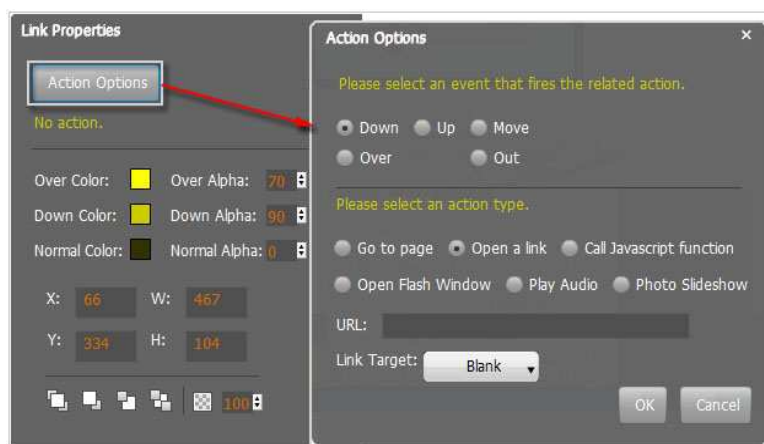 Link Properties
Action Options
No action.
Over Color: Over Alpha: 70
Down Color: Down Alpha: 90
Normal Color: Normal Alpha: 0
X: 66 W: 467
Y: 334 H: 104
100
Action Options ×
Please select an event that fires the related action.
Down Up Move
Over Out
Please select an action type.
Go to page Open a link Call Javascript function
Open Flash Window Play Audio Photo Slideshow
URL:
Link Target: Blank
OK Cancel